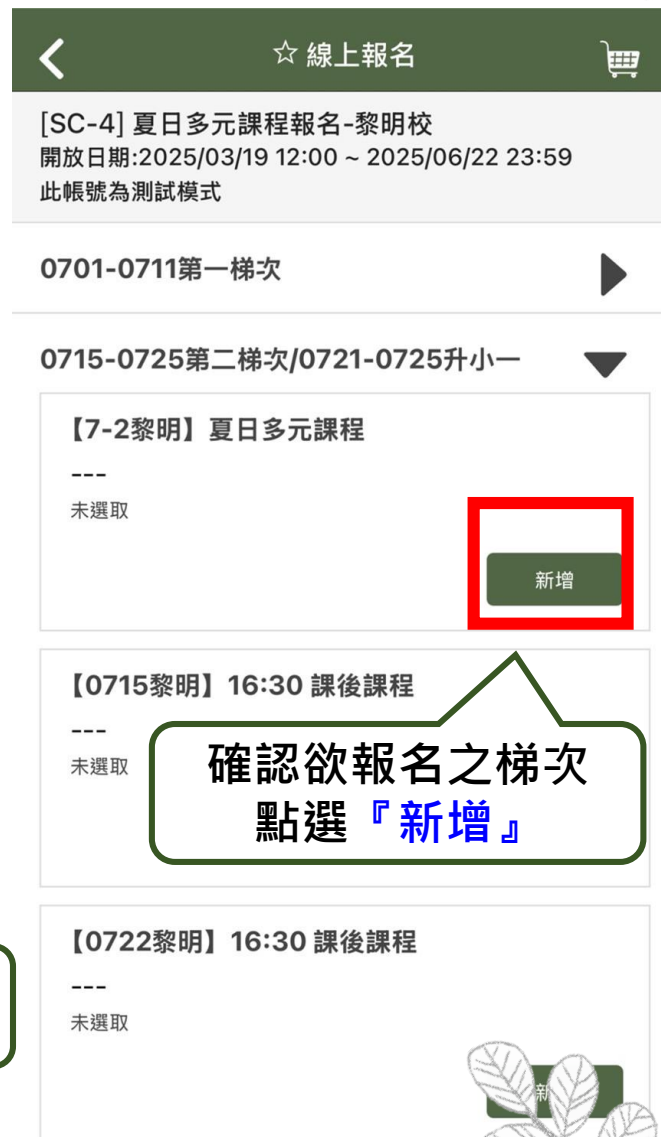 ☆ 線上報名
[SC-4] 夏日多元課程報名-黎明校
開放日期:2025/03/19 12:00 ~ 2025/06/22 23:59
此帳號為測試模式
0701-0711第一梯次
0715-0725第二梯次/0721-0725升小一
【7-2黎明】夏日多元課程
---
未選取
新增
【0715黎明】16:30 課後課程
---
未選取
確認欲報名之梯次
點選『新增』
【0722黎明】16:30 課後課程
---
未選取
新